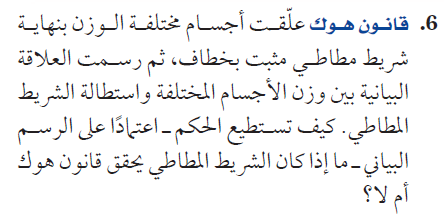 6. قانون هوك علّقت أجسام مختلفة الوزن بنهاية
شريط مطاطي مثبت بخطاف، ثم رسمت العلاقة
البيانية بين وزن الأجسام المختلفة واستطالة الشريط
المطاطي. كيف تستطيع الحكم – اعتمادًا على الرسم
البياني – ما إذا كان الشريط المطاطي يحقق قانون هوك
أم لا؟